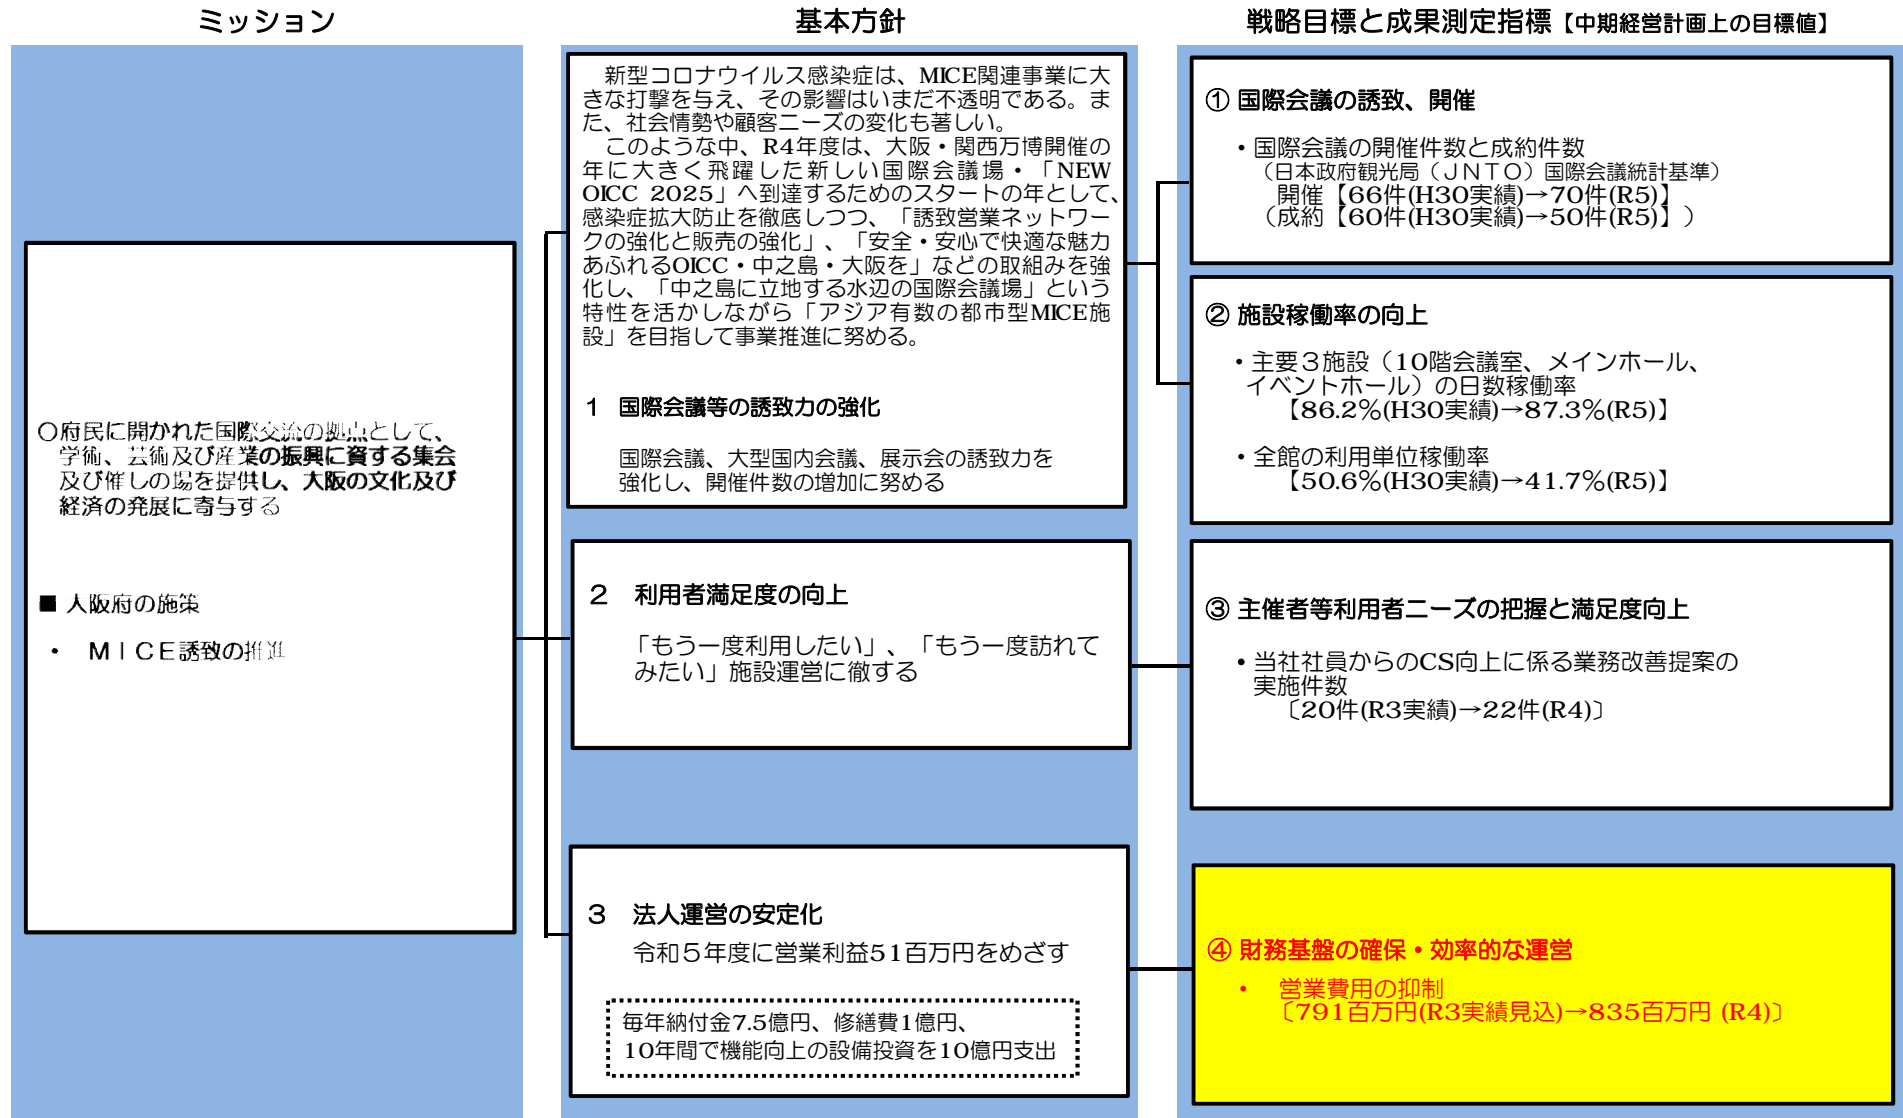 ミッション
○府民に開かれた国際交流の拠点として、
学術、芸術及び産業の振興に資する集会
及び催しの場を提供し、大阪の文化及び
経済の発展に寄与する
■ 大阪府の施策
・ ＭＩＣＥ誘致の推進
基本方針
新型コロナウイルス感染症は、MICE関連事業に大
きな打撃を与え、その影響はいまだ不透明である。ま
た、社会情勢や顧客ニーズの変化も著しい。
このような中、R4年度は、大阪・関西万博開催の
年に大きく飛躍した新しい国際会議場・「NEW
OICC 2025」へ到達するためのスタートの年として、
感染症拡大防止を徹底しつつ、「誘致営業ネットワー
クの強化と販売の強化」、「安全・安心で快適な魅力
あふれるOICC・中之島・大阪を」などの取組みを強
化し、「中之島に立地する水辺の国際会議場」という
特性を活かしながら「アジア有数の都市型MICE施
設」を目指して事業推進に努める。
１ 国際会議等の誘致力の強化
国際会議、大型国内会議、展示会の誘致力を
強化し、開催件数の増加に努める
２ 利用者満足度の向上
「もう一度利用したい」、「もう一度訪れて
みたい」施設運営に徹する
３ 法人運営の安定化
令和５年度に営業利益51百万円をめざす
毎年納付金7.5億円、修繕費1億円、
10年間で機能向上の設備投資を10億円支出
戦略目標と成果測定指標【中期経営計画上の目標値】
① 国際会議の誘致、開催
・国際会議の開催件数と成約件数
（日本政府観光局（ＪＮＴＯ）国際会議統計基準）
開催【66件(H30実績)→70件(R5)】
（成約【60件(H30実績)→50件(R5)】）
② 施設稼働率の向上
・主要３施設（10階会議室、メインホール、
イベントホール）の日数稼働率
【86.2％(H30実績)→87.3％(R5)】
・全館の利用単位稼働率
【50.6％(H30実績)→41.7％(R5)】
③ 主催者等利用者ニーズの把握と満足度向上
・当社社員からのCS向上に係る業務改善提案の
実施件数
〔20件(R3実績)→22件(R4)〕
④ 財務基盤の確保・効率的な運営
・ 営業費用の抑制
〔791百万円(R3実績見込)→835百万円 (R4)〕